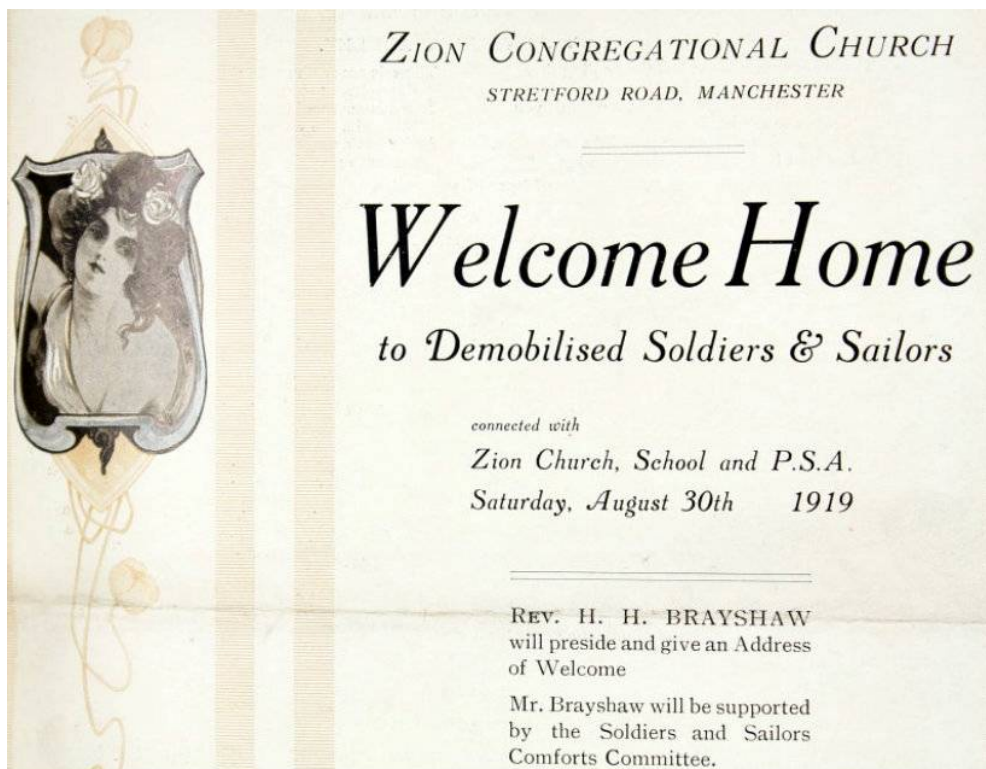 Zion Congregational Church
Stretford Road, Manchester
Welcome Home
to Demobilised Soldiers & Sailors
connected with
Zion Church, School and P.S.A.
Saturday, August 30th 1919
Rev. H. H. BRAYSHAW
will preside and give an Address
of Welcome
Mr. Brayshaw will be supported
by the Soldiers and Sailors
Comforts Committee.